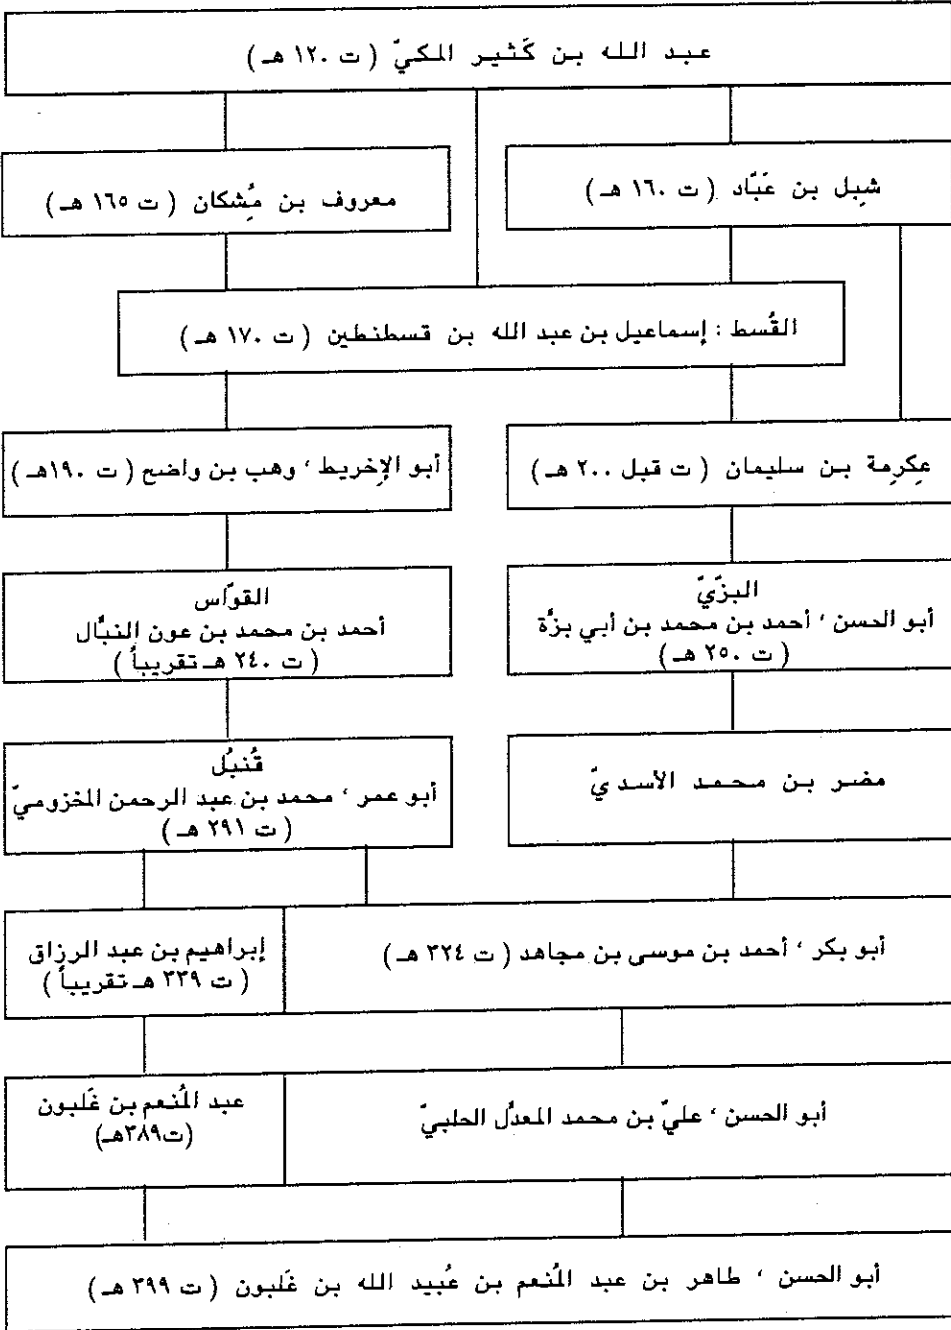 عبد الله بن كَثير المكيّ ( ت ١٢٠ هـ )
شِبل بن عَبّاد ( ت ١٦٠ هـ )
معروف بن مُِشكان ( ت ١٦٥ هـ )
القُسط : إسماعيل بن عبد الله بن قسطنطين ( ت ١٧٠ هـ )
عِكرِمة بن سليمان ( ت قبل ٢٠٠ هـ )
أبو الإخريط ، وهب بن واضح ( ت ١٩٠هـ )
البزّيّ
أبو الحسن ، أحمد بن محمد بن أبي بزّة
( ت ٢٥٠ هـ )
القوّاس
أحمد بن محمد بن عون النبّال
( ت ٢٤٠ هـ تقريباً )
مضر بن محمد الأسديّ
قُنبُل
أبو عمر ، محمد بن عبد الرحمن المخزوميّ
( ت ٢٩١ هـ )
أبو بكر ، أحمد بن موسى بن مجاهد ( ت ٣٢٤ هـ )
إبراهيم بن عبد الرزاق
( ت ٣٣٩ هـ تقريباً )
أبو الحسن ، عليّ بن محمد المعدّل الحلبيّ
عبد المُنعم بن غَلبون
(ت٣٨٩هـ)
أبو الحسن ، طاهر بن عبد المُنعم بن عُبيد الله بن غَلبون ( ت ٣٩٩ هـ )